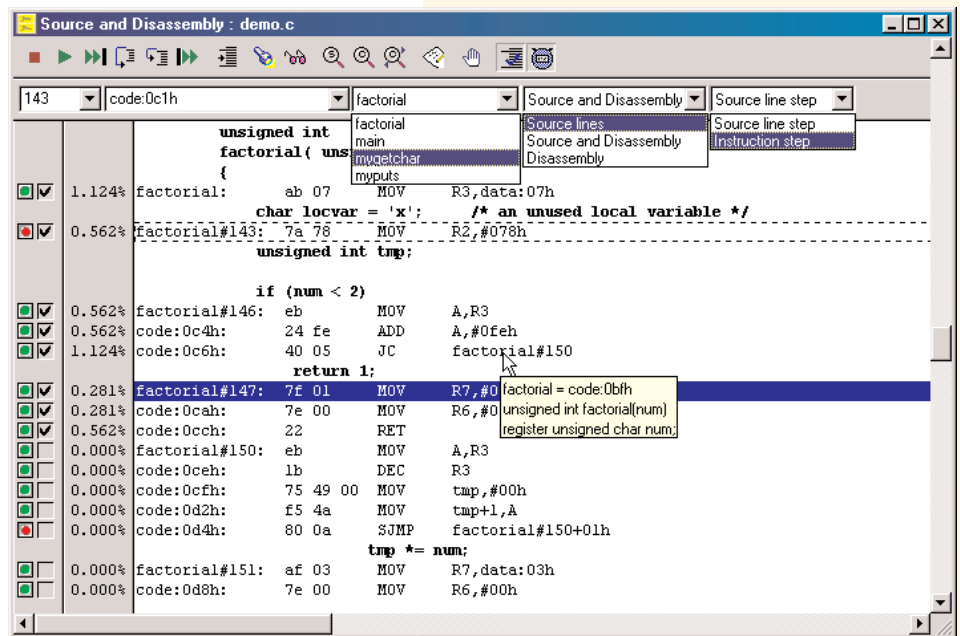 Source and Disassembly : demo.c
143 code:0c1h factorial Source and Disassembly Source line step
factorial
main
mygetchar
myputs
Source lines
Source and Disassembly
Disassembly
Source line step
Instruction step
unsigned int
factorial( uns
{
1.124% factorial: ab 07 MOV R3,data:07h
char locvar = 'x'; /* an unused local variable */
0.562% factorial#143: 7a 78 MOV R2,#078h
unsigned int tmp;
if (num < 2)
0.562% factorial#146: eb MOV A,R3
0.562% code:0c4h: 24 fe ADD A,#0feh
1.124% code:0c6h: 40 05 JC factorial#150
return 1;
0.281% factorial#147: 7f 01 MOV R7,#0
0.281% code:0cah: 7e 00 MOV R6,#0
0.562% code:0cch: 22 RET
factorial = code:0bfh
unsigned int factorial(num)
register unsigned char num;
0.000% factorial#150: eb MOV A,R3
0.000% code:0ceh: 1b DEC R3
0.000% code:0cfh: 75 49 00 MOV tmp,#00h
0.000% code:0d2h: f5 4a MOV tmp+1,A
0.000% code:0d4h: 80 0a SJMP factorial#150+01h
tmp *= num;
0.000% factorial#151: af 03 MOV R7,data:03h
0.000% code:0d8h: 7e 00 MOV R6,#00h